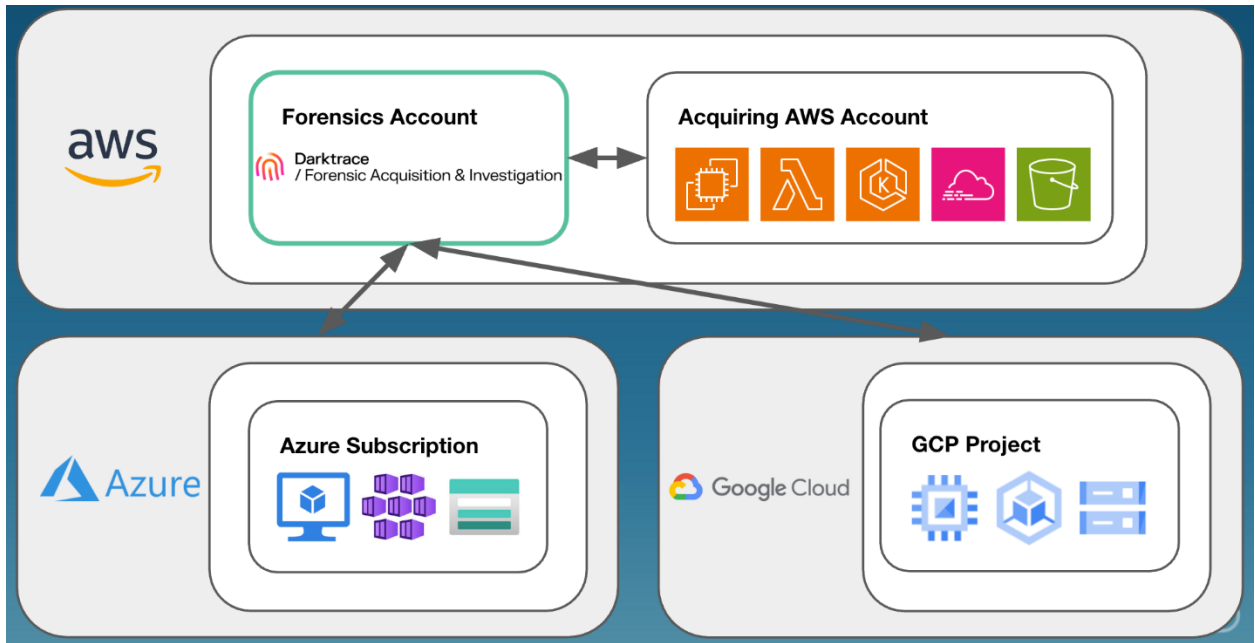 aws
Forensics Account
Darktrace
/ Forensic Acquisition & Investigation
Acquiring AWS Account
K
Azure
Azure Subscription
Google Cloud
GCP Project